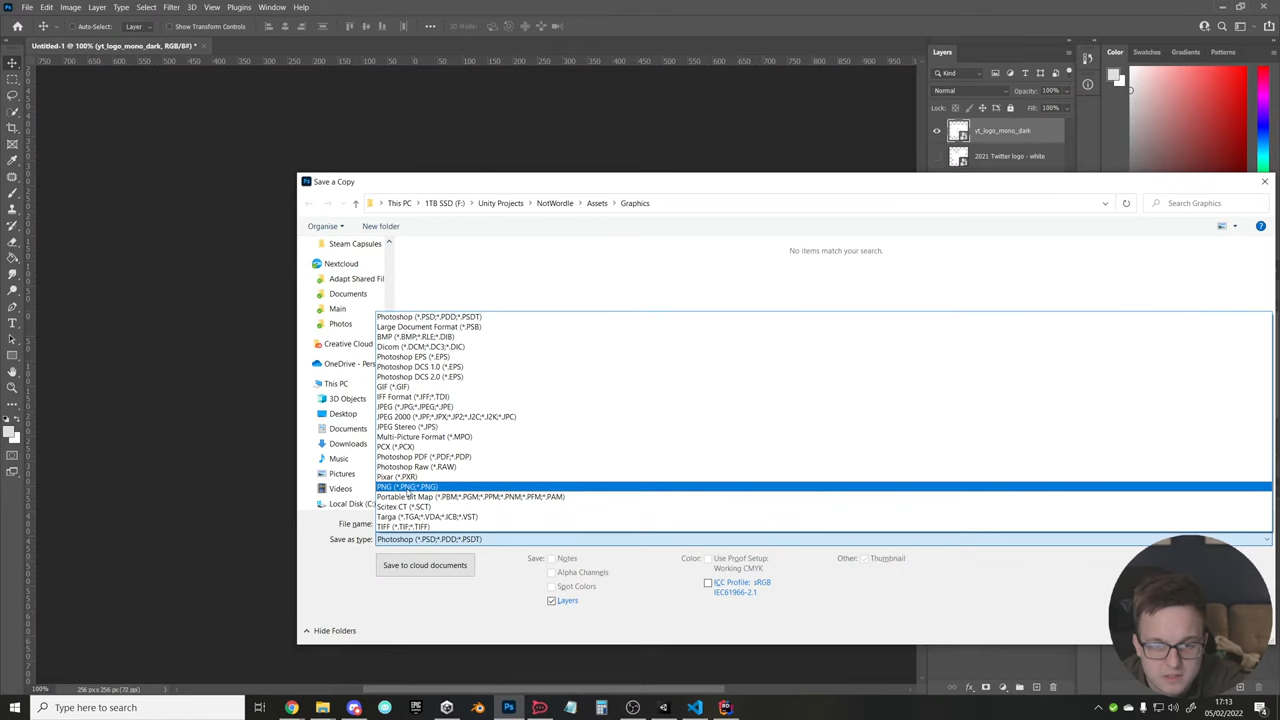 File Edit Image Layer Type Select Filter 3D View Plugins Window Help
Auto-Select: Layer Show Transform Controls 3D Mode:
Untitled-1 @ 100% (yt_logo_mono_dark, RGB/8#) *
Layers
Color Swatches Gradients Patterns
Kind
Normal Opacity: 100%
Lock: Fill: 100%
yt_logo_mono_dark
2021 Twitter logo - white
Save a Copy
This PC 1TB SSD (F:) Unity Projects NotWordle Assets Graphics
Search Graphics
Organise New folder
No items match your search.
Steam Capsules
Nextcloud
Adapt Shared Fil
Documents
Main
Photos
Creative Cloud
OneDrive - Pers
This PC
3D Objects
Desktop
Documents
Downloads
Music
Pictures
Videos
Local Disk (C:)
Photoshop (*.PSD;*.PDD;*.PSDT)
Large Document Format (*.PSB)
BMP (*.BMP;*.RLE;*.DIB)
Dicom (*.DCM;*.DC3;*.DIC)
Photoshop EPS (*.EPS)
Photoshop DCS 1.0 (*.EPS)
Photoshop DCS 2.0 (*.EPS)
GIF (*.GIF)
IFF Format (*.IFF;*.TDI)
JPEG (*.JPG;*.JPEG;*.JPE)
JPEG 2000 (*.JPF;*.JPX;*.JP2;*.J2C;*.J2K;*.JPC)
JPEG Stereo (*.JPS)
Multi-Picture Format (*.MPO)
PCX (*.PCX)
Photoshop PDF (*.PDF;*.PDP)
Photoshop Raw (*.RAW)
Pixar (*.PXR)
PNG (*.PNG;*.PNG)
Portable Bit Map (*.PBM;*.PGM;*.PPM;*.PNM;*.PFM;*.PAM)
Scitex CT (*.SCT)
Targa (*.TGA;*.VDA;*.ICB;*.VST)
TIFF (*.TIF;*.TIFF)
File name:
Save as type: Photoshop (*.PSD;*.PDD;*.PSDT)
Save to cloud documents
Save: Notes
Alpha Channels
Spot Colors
Layers
Color: Use Proof Setup:
Working CMYK
ICC Profile: sRGB
IEC61966-2.1
Other: Thumbnail
Hide Folders
100% 256 px x 256 px (72 ppi)
Type here to search
17:13
05/02/2022